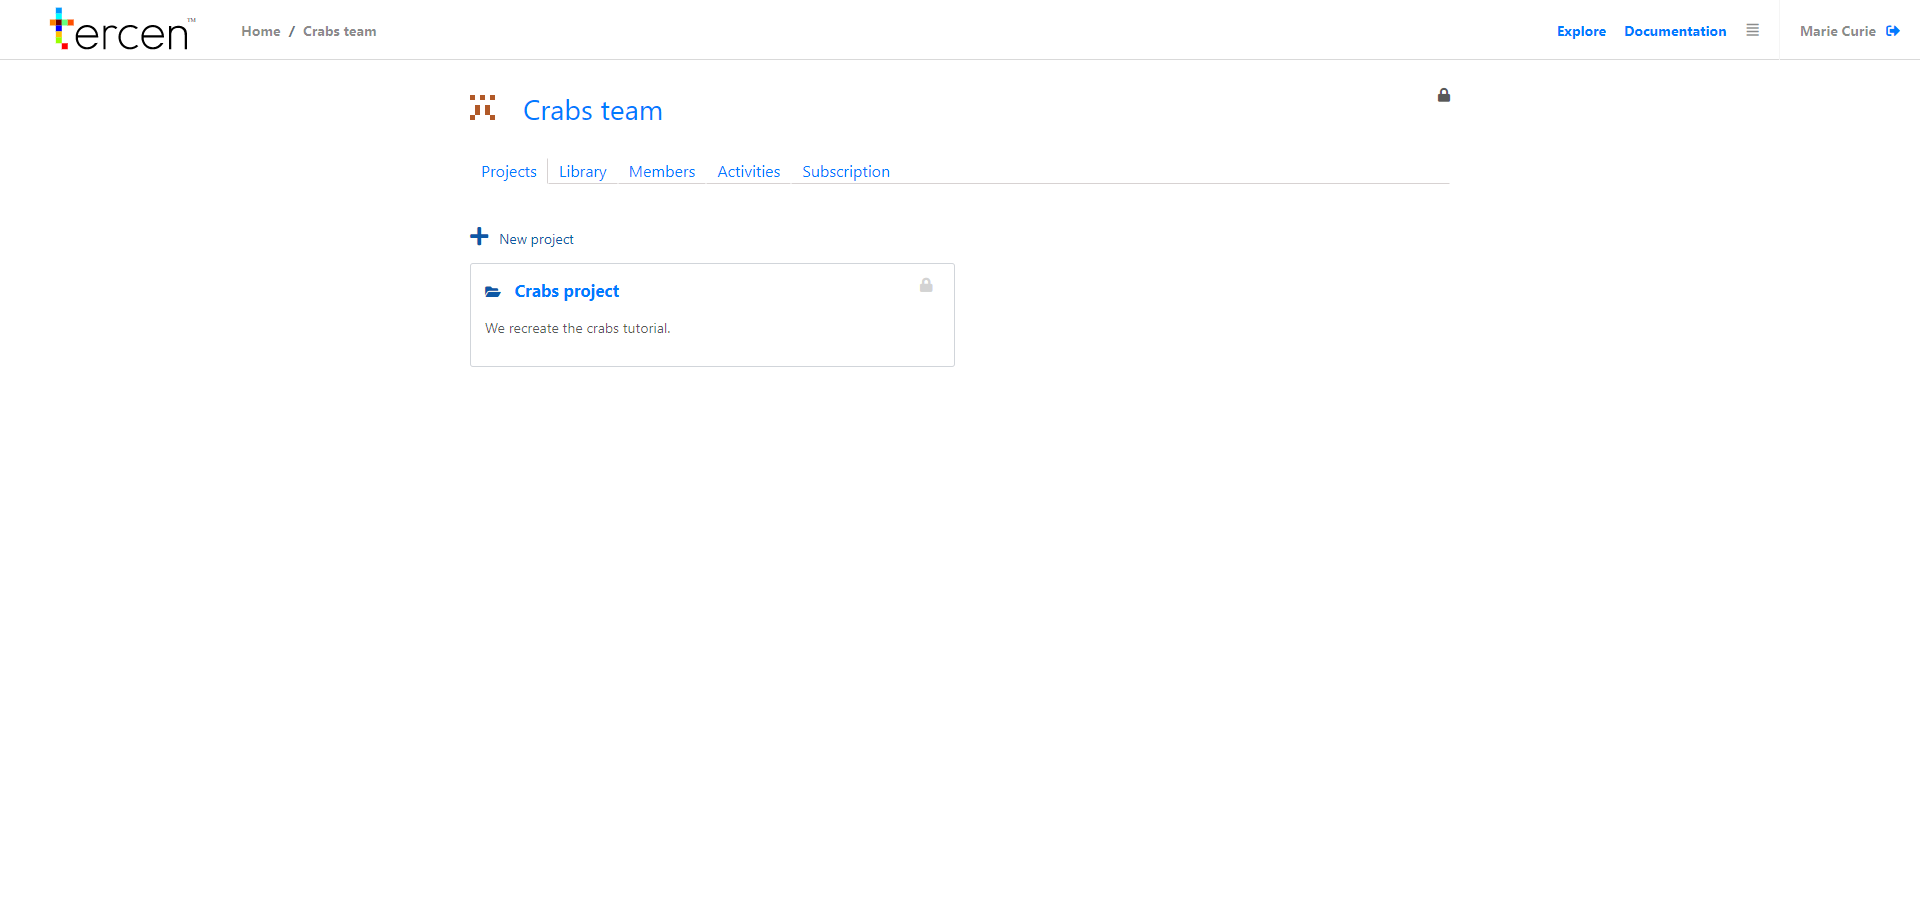 tercen™
Home / Crabs team
Explore Documentation Marie Curie
Crabs team
Projects Library Members Activities Subscription
New project
Crabs project
We recreate the crabs tutorial.